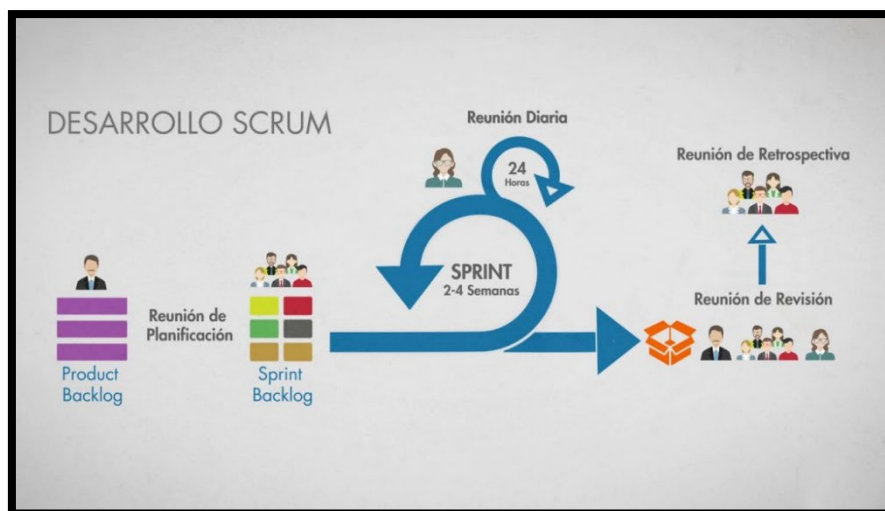 DESARROLLO SCRUM
Reunión Diaria
24
Horas
Reunión de Retrospectiva
SPRINT
2-4 Semanas
Reunión de Revisión
Reunión de
Planificación
Product
Backlog
Sprint
Backlog